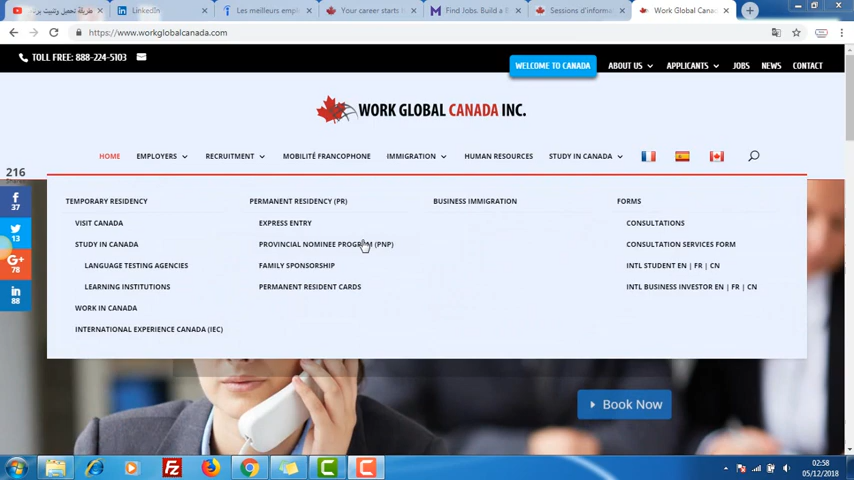 طريقة تحميل وتثبيت بر
LinkedIn
Les meilleurs empl
Your career starts
Find Jobs. Build a
Sessions d'informa
Work Global Canad
https://www.workglobalcanada.com
TOLL FREE: 888-224-5103
WELCOME TO CANADA
ABOUT US
APPLICANTS
JOBS
NEWS
CONTACT
WORK GLOBAL CANADA INC.
HOME
EMPLOYERS
RECRUITMENT
MOBILITÉ FRANCOPHONE
IMMIGRATION
HUMAN RESOURCES
STUDY IN CANADA
216
37
13
78
88
TEMPORARY RESIDENCY
VISIT CANADA
STUDY IN CANADA
LANGUAGE TESTING AGENCIES
LEARNING INSTITUTIONS
WORK IN CANADA
INTERNATIONAL EXPERIENCE CANADA (IEC)
PERMANENT RESIDENCY (PR)
EXPRESS ENTRY
PROVINCIAL NOMINEE PROGRAM (PNP)
FAMILY SPONSORSHIP
PERMANENT RESIDENT CARDS
BUSINESS IMMIGRATION
FORMS
CONSULTATIONS
CONSULTATION SERVICES FORM
INTL STUDENT EN | FR | CN
INTL BUSINESS INVESTOR EN | FR | CN
Book Now
02:58
05/12/2018